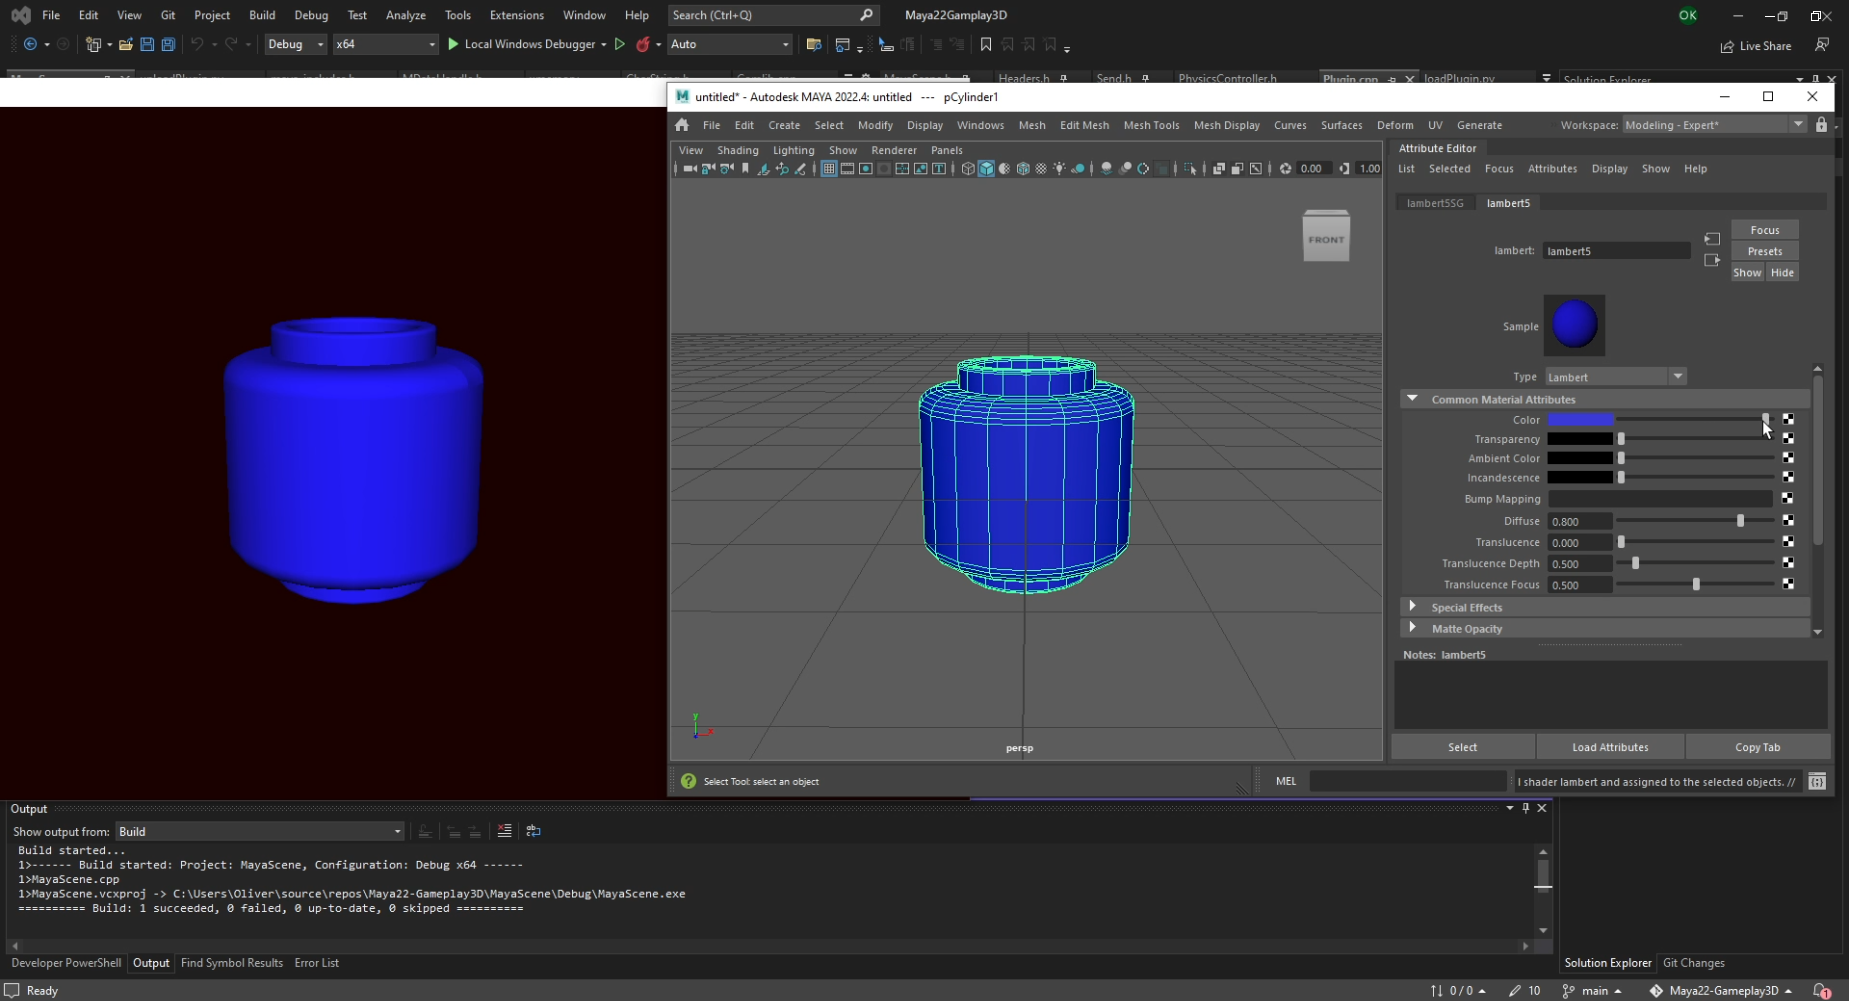 File Edit View Git Project Build Debug Test Analyze Tools Extensions Window Help Search (Ctrl+Q) Maya22Gamplay3D OK
Debug x64 Local Windows Debugger Auto Live Share
Headers.h Send.h PhysicsController.h Plugin.cpp loadPlugin.py Solution Explorer
untitled* - Autodesk MAYA 2022.4: untitled --- pCylinder1
File Edit Create Select Modify Display Windows Mesh Edit Mesh Mesh Tools Mesh Display Curves Surfaces Deform UV Generate Workspace: Modeling - Expert*
View Shading Lighting Show Renderer Panels
0.00 1.00
Attribute Editor
List Selected Focus Attributes Display Show Help
lambert5SG lambert5
Focus
lambert: lambert5
Presets
Show Hide
FRONT
Sample
Type Lambert
Common Material Attributes
Color
Transparency
Ambient Color
Incandescence
Bump Mapping
Diffuse 0.800
Translucence 0.000
Translucence Depth 0.500
Translucence Focus 0.500
Special Effects
Matte Opacity
Notes: lambert5
y
x
persp
Select Load Attributes Copy Tab
Select Tool: select an object MEL l shader lambert and assigned to the selected objects. //
Output
Show output from: Build
Build started...
1>------ Build started: Project: MayaScene, Configuration: Debug x64 ------
1>MayaScene.cpp
1>MayaScene.vcxproj -> C:\Users\Oliver\source\repos\Maya22-Gameplay3D\MayaScene\Debug\MayaScene.exe
========== Build: 1 succeeded, 0 failed, 0 up-to-date, 0 skipped ==========
Developer PowerShell Output Find Symbol Results Error List Solution Explorer Git Changes
Ready 0 / 0 10 main Maya22-Gameplay3D 1